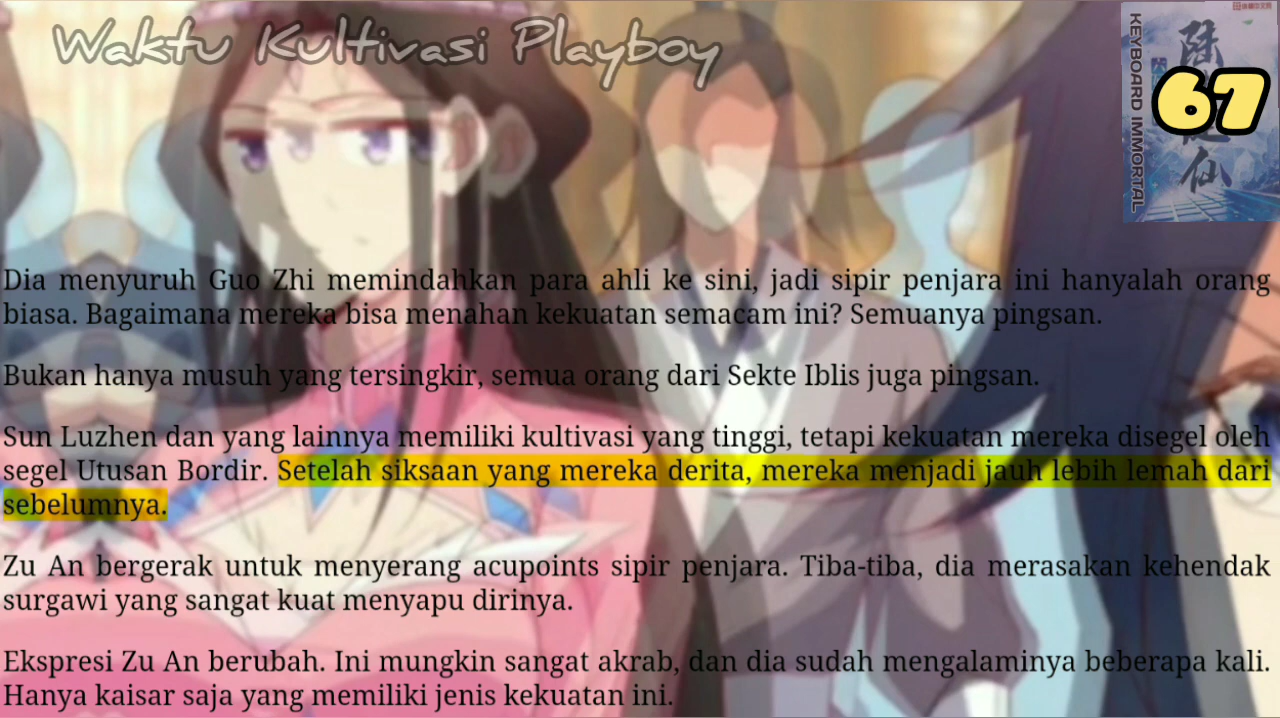 Waktu Kultivasi Playboy
KEYBOARD IMMORTAL
67
Dia menyuruh Guo Zhi memindahkan para ahli ke sini, jadi sipir penjara ini hanyalah orang
biasa. Bagaimana mereka bisa menahan kekuatan semacam ini? Semuanya pingsan.
Bukan hanya musuh yang tersingkir, semua orang dari Sekte Iblis juga pingsan.
Sun Luzhen dan yang lainnya memiliki kultivasi yang tinggi, tetapi kekuatan mereka disegel oleh
segel Utusan Bordir. Setelah siksaan yang mereka derita, mereka menjadi jauh lebih lemah dari
sebelumnya.
Zu An bergerak untuk menyerang acupoints sipir penjara. Tiba-tiba, dia merasakan kehendak
surgawi yang sangat kuat menyapu dirinya.
Ekspresi Zu An berubah. Ini mungkin sangat akrab, dan dia sudah mengalaminya beberapa kali.
Hanya kaisar saja yang memiliki jenis kekuatan ini.